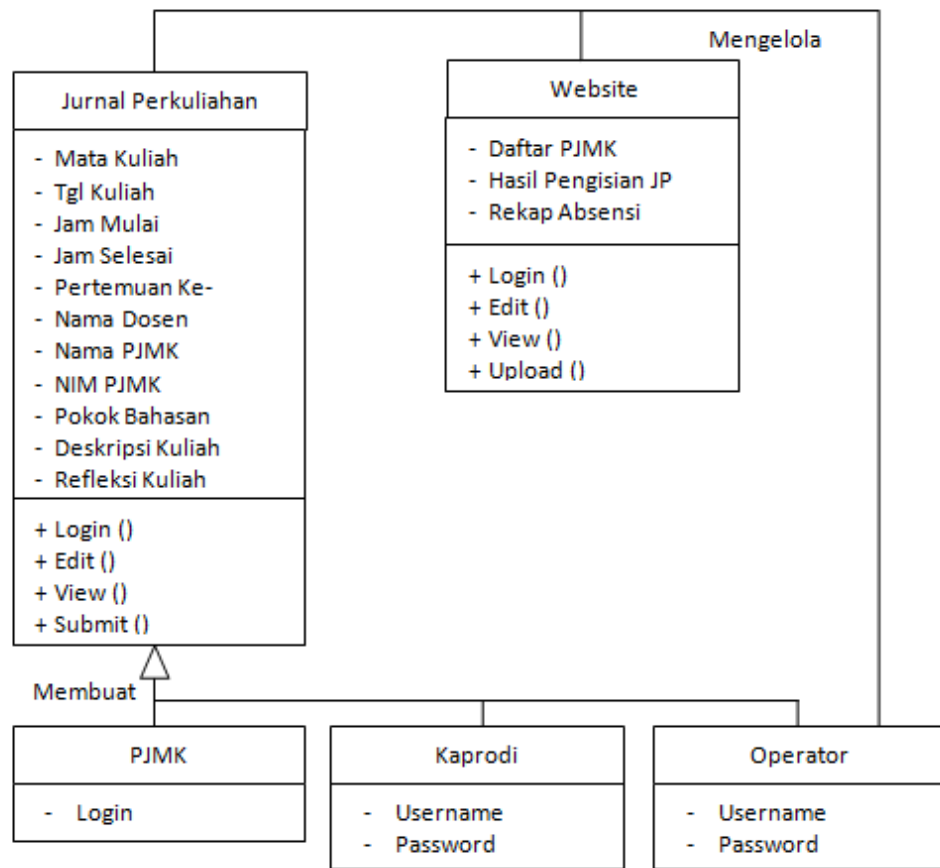 Mengelola
Jurnal Perkuliahan
- Mata Kuliah
- Tgl Kuliah
- Jam Mulai
- Jam Selesai
- Pertemuan Ke-
- Nama Dosen
- Nama PJMK
- NIM PJMK
- Pokok Bahasan
- Deskripsi Kuliah
- Refleksi Kuliah
+ Login ()
+ Edit ()
+ View ()
+ Submit ()
Website
- Daftar PJMK
- Hasil Pengisian JP
- Rekap Absensi
+ Login ()
+ Edit ()
+ View ()
+ Upload ()
Membuat
PJMK
- Login
Kaprodi
- Username
- Password
Operator
- Username
- Password